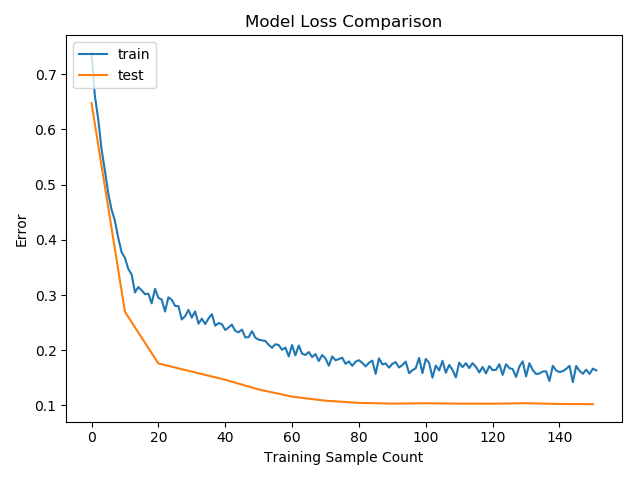 Model Loss Comparison
train
test
0.7
0.6
0.5
0.4
0.3
0.2
0.1
Error
0 20 40 60 80 100 120 140
Training Sample Count